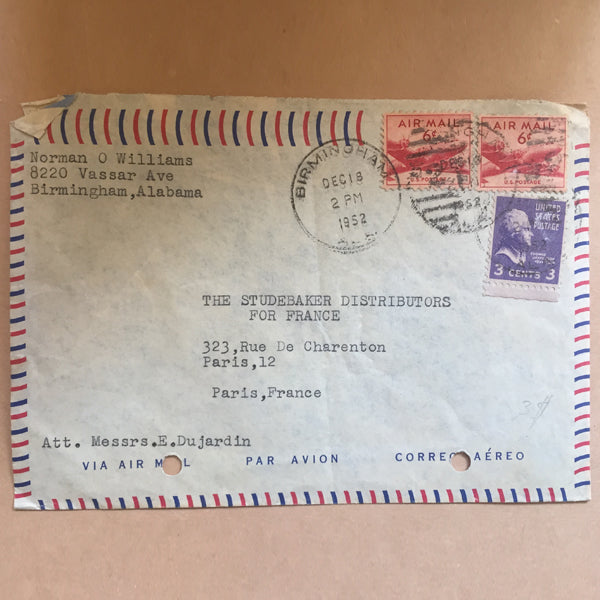 Norman O Williams
8220 Vassar Ave
Birmingham,Alabama
BIRMINGHAM
DEC 18
2 PM
1952
ALA.
AIR MAIL
6¢
U.S. POSTAGE
AIR MAIL
6¢
U.S. POSTAGE
UNITED
STATES
POSTAGE
3 CENTS 3
THE STUDEBAKER DISTRIBUTORS
FOR FRANCE
323,Rue De Charenton
Paris,12
Paris,France
Att. Messrs.E.Dujardin
VIA AIR M L
PAR AVION
CORREO AÉREO